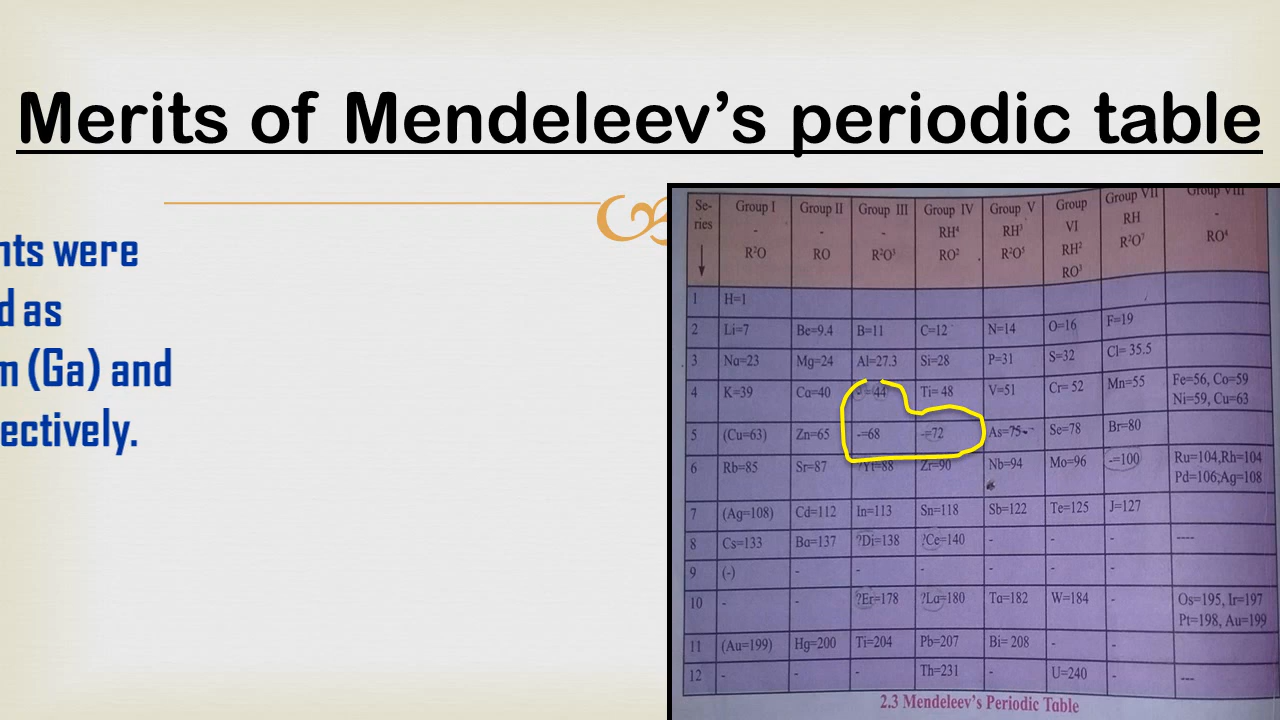 Merits of Mendeleev’s periodic table
nts were
d as
m (Ga) and
ectively.
Se- Group I Group II Group III Group IV Group V Group Group VII Group VIII
ries - - - RH⁴ RH³ VI RH -
R²O RO R²O³ RO² R²O⁵ RH² R²O⁷ RO⁴
RO³
1 H=1
2 Li=7 Be=9.4 B=11 C=12 N=14 O=16 F=19
3 Na=23 Mg=24 Al=27.3 Si=28 P=31 S=32 Cl= 35.5
4 K=39 Ca=40 - =44 Ti= 48 V=51 Cr= 52 Mn=55 Fe=56, Co=59
Ni=59, Cu=63
5 (Cu=63) Zn=65 -=68 -=72 As=75 Se=78 Br=80
6 Rb=85 Sr=87 ?Yt=88 Zr=90 Nb=94 Mo=96 -=100 Ru=104,Rh=104
Pd=106;Ag=108
7 (Ag=108) Cd=112 In=113 Sn=118 Sb=122 Te=125 J=127
8 Cs=133 Ba=137 ?Di=138 ?Ce=140 - - - ----
9 (-) - - - - - -
10 - - ?Er=178 ?La=180 Ta=182 W=184 - Os=195, Ir=197
Pt=198, Au=199
11 (Au=199) Hg=200 Ti=204 Pb=207 Bi= 208 - -
12 - - - Th=231 - U=240 - ---
2.3 Mendeleev’s Periodic Table